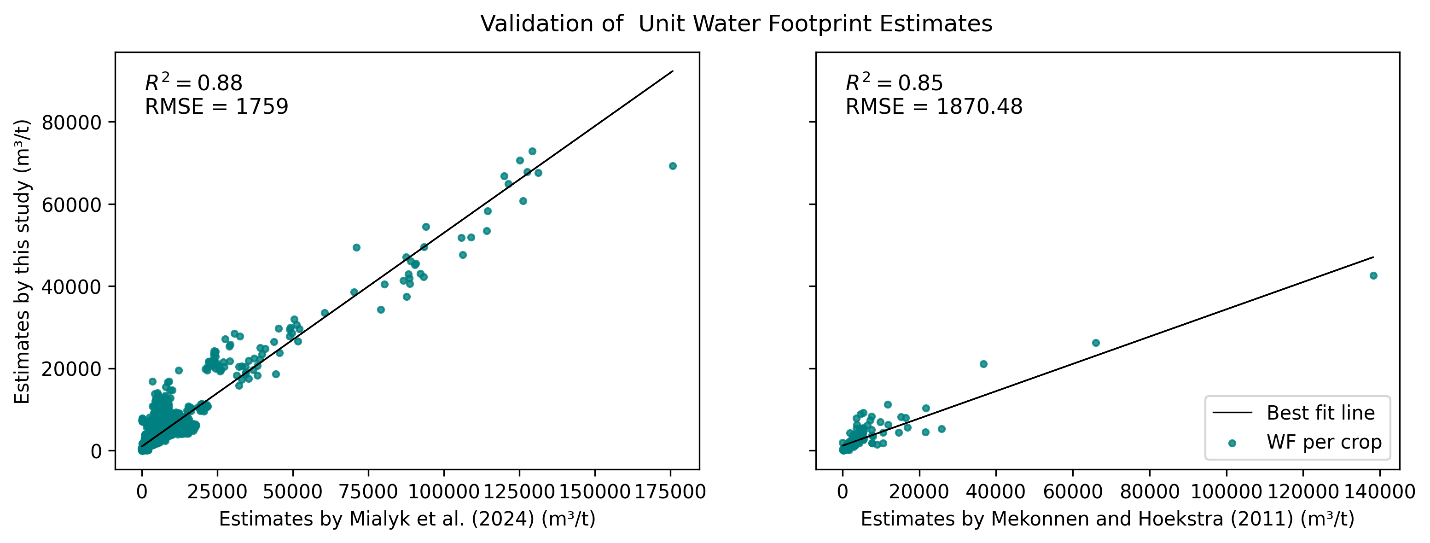 Validation of  Unit Water Footprint Estimates
R² = 0.88
RMSE = 1759
80000
60000
40000
20000
0
Estimates by this study (m³/t)
0 25000 50000 75000 100000 125000 150000 175000
Estimates by Mialyk et al. (2024) (m³/t)
R² = 0.85
RMSE = 1870.48
Best fit line
WF per crop
0 20000 40000 60000 80000 100000 120000 140000
Estimates by Mekonnen and Hoekstra (2011) (m³/t)